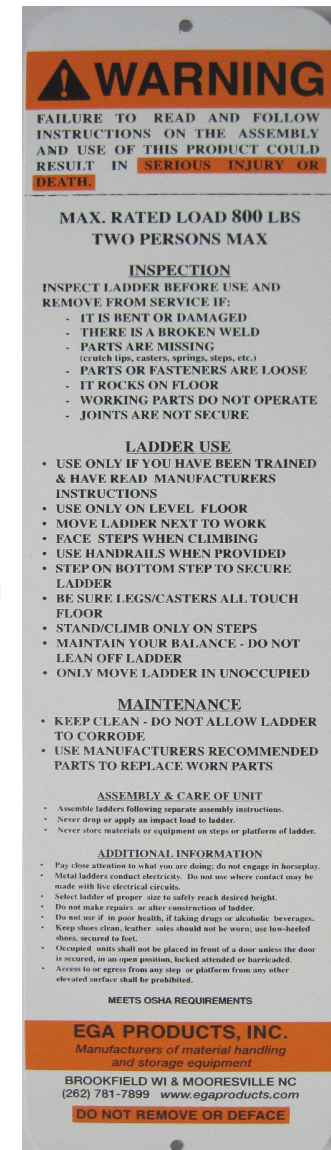 WARNING
FAILURE TO READ AND FOLLOW
INSTRUCTIONS ON THE ASSEMBLY
AND USE OF THIS PRODUCT COULD
RESULT IN SERIOUS INJURY OR
DEATH.
MAX. RATED LOAD 800 LBS
TWO PERSONS MAX
INSPECTION
INSPECT LADDER BEFORE USE AND
REMOVE FROM SERVICE IF:
- IT IS BENT OR DAMAGED
- THERE IS A BROKEN WELD
- PARTS ARE MISSING
(crutch tips, casters, springs, steps, etc.)
- PARTS OR FASTENERS ARE LOOSE
- IT ROCKS ON FLOOR
- WORKING PARTS DO NOT OPERATE
- JOINTS ARE NOT SECURE
LADDER USE
• USE ONLY IF YOU HAVE BEEN TRAINED
& HAVE READ MANUFACTURERS
INSTRUCTIONS
• USE ONLY ON LEVEL FLOOR
• MOVE LADDER NEXT TO WORK
• FACE STEPS WHEN CLIMBING
• USE HANDRAILS WHEN PROVIDED
• STEP ON BOTTOM STEP TO SECURE
LADDER
• BE SURE LEGS/CASTERS ALL TOUCH
FLOOR
• STAND/CLIMB ONLY ON STEPS
• MAINTAIN YOUR BALANCE - DO NOT
LEAN OFF LADDER
• ONLY MOVE LADDER IN UNOCCUPIED
MAINTENANCE
• KEEP CLEAN - DO NOT ALLOW LADDER
TO CORRODE
• USE MANUFACTURERS RECOMMENDED
PARTS TO REPLACE WORN PARTS
ASSEMBLY & CARE OF UNIT
• Assemble ladders following separate assembly instructions.
• Never drop or apply an impact load to ladder.
• Never store materials or equipment on steps or platform of ladder.
ADDITIONAL INFORMATION
• Pay close attention to what you are doing; do not engage in horseplay.
• Metal ladders conduct electricity. Do not use where contact may be
made with live electrical circuits.
• Select ladder of proper size to safely reach desired height.
• Do not make repairs or alter construction of ladder.
• Do not use if in poor health, if taking drugs or alcoholic beverages.
• Keep shoes clean, leather soles should not be worn; use low-heeled
shoes, secured to feet.
• Occupied units shall not be placed in front of a door unless the door
is secured, in an open position, locked attended or barricaded.
• Access to or egress from any step or platform from any other
elevated surface shall be prohibited.
MEETS OSHA REQUIREMENTS
EGA PRODUCTS, INC.
Manufacturers of material handling
and storage equipment
BROOKFIELD WI & MOORESVILLE NC
(262) 781-7899 www.egaproducts.com
DO NOT REMOVE OR DEFACE